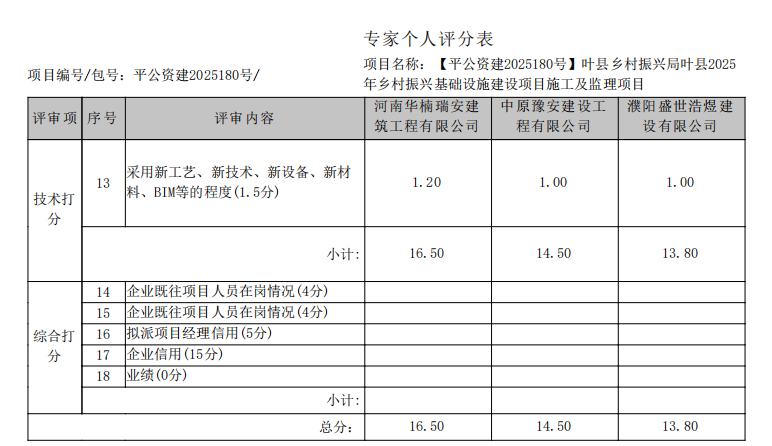 专家个人评分表
项目编号/包号: 平公资建2025180号/
项目名称: 【平公资建2025180号】叶县乡村振兴局叶县2025
年乡村振兴基础设施建设项目施工及监理项目
评审项 序号 评审内容 河南华楠瑞安建 中原豫安建设工 濮阳盛世浩煜建
筑工程有限公司 程有限公司 设有限公司
技术打
分
13 采用新工艺、新技术、新设备、新材
料、BIM等的程度(1.5分)
1.20 1.00 1.00
小计: 16.50 14.50 13.80
综合打
分
14 企业既往项目人员在岗情况(4分)
15 企业既往项目人员在岗情况(4分)
16 拟派项目经理信用(5分)
17 企业信用(15分)
18 业绩(0分)
小计:
总分: 16.50 14.50 13.80